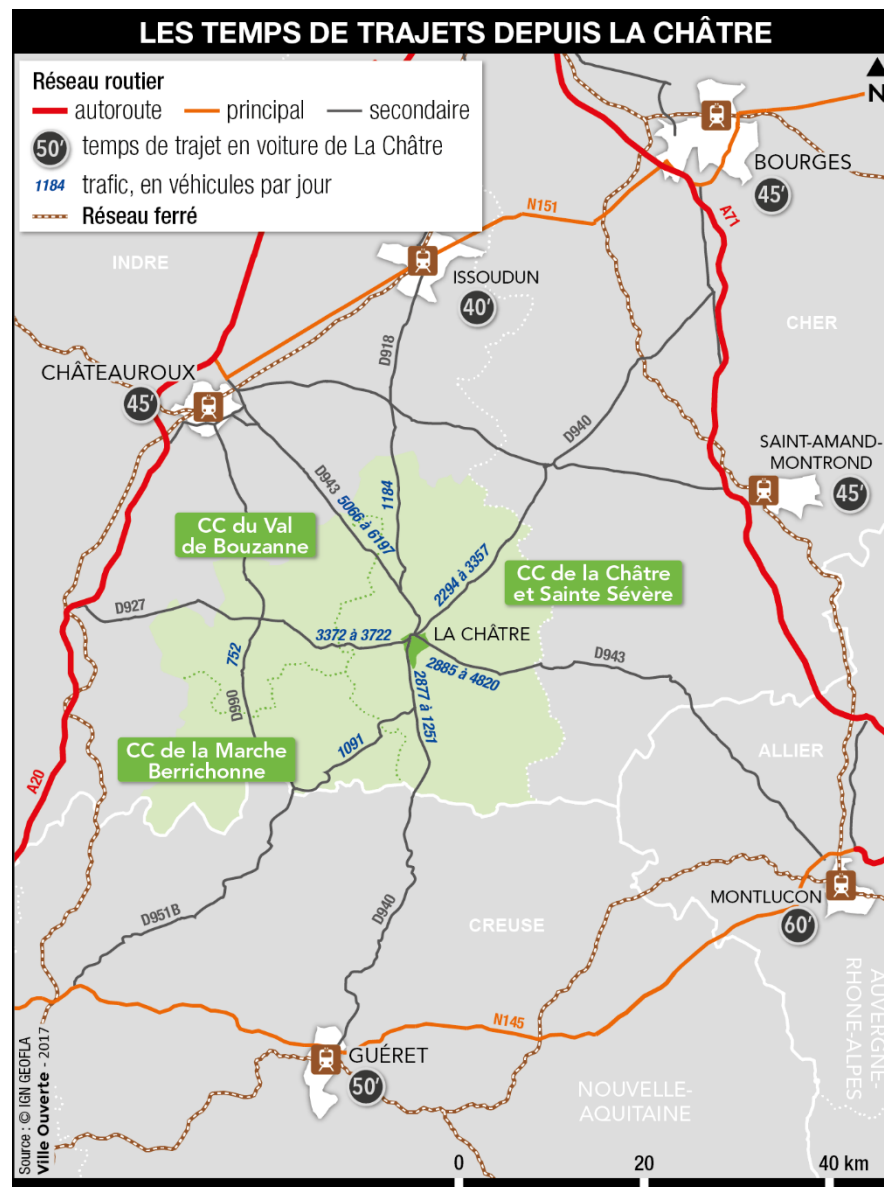 LES TEMPS DE TRAJETS DEPUIS LA CHÂTRE
Réseau routier
autoroute
principal
secondaire
50' temps de trajet en voiture de La Châtre
1184 trafic, en véhicules par jour
Réseau ferré
N
BOURGES
45'
A71
N151
INDRE
ISSOUDUN
40'
CHER
D918
CHÂTEAUROUX
45'
D940
SAINT-AMAND-
MONTROND
45'
D943
5066 à 6197
1184
CC du Val
de Bouzanne
2294 à 3357
CC de la Châtre
et Sainte Sévère
D927
3372 à 3722
LA CHÂTRE
752
2885 à 4820
D943
2877 à 1251
D990
CC de la Marche
Berrichonne
1091
ALLIER
A20
D951B
D940
CREUSE
MONTLUCON
60'
AUVERGNE-
RHONE-ALPES
N145
GUÉRET
50'
NOUVELLE-
AQUITAINE
Source : © IGN GEOFLA
Ville Ouverte - 2017
0
20
40 km